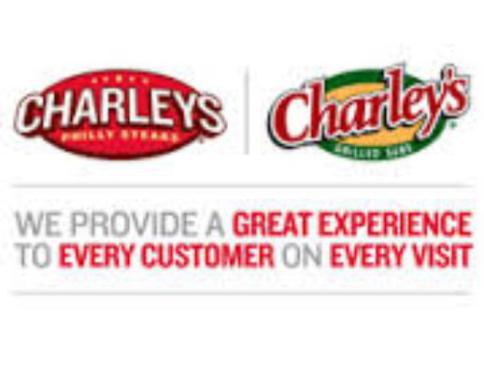 CHARLEYS
PHILLY STEAKS
Charley's
GRILLED SUBS
WE PROVIDE A GREAT EXPERIENCE
TO EVERY CUSTOMER ON EVERY VISIT